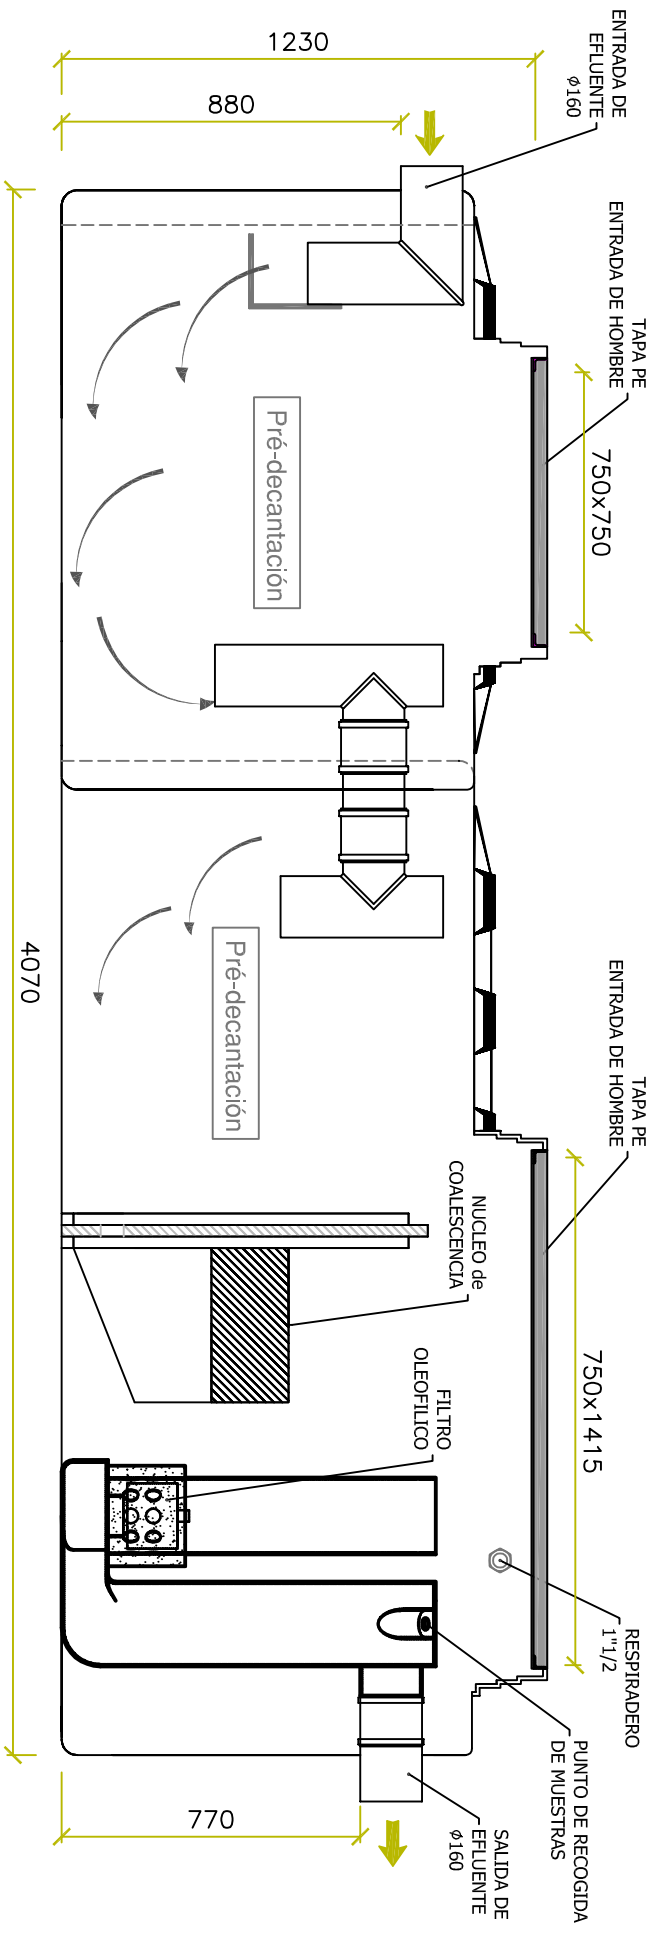 ENTRADA DE
EFLUENTE
ø160
TAPA PE
ENTRADA DE HOMBRE
750x750
TAPA PE
ENTRADA DE HOMBRE
750x1415
RESPIRADERO
1"1/2
PUNTO DE RECOGIDA
DE MUESTRAS
SALIDA DE
EFLUENTE
ø160
NUCLEO de
COALESCENCIA
FILTRO
OLEOFILICO
Pré-decantación
Pré-decantación
1230
880
4070
770